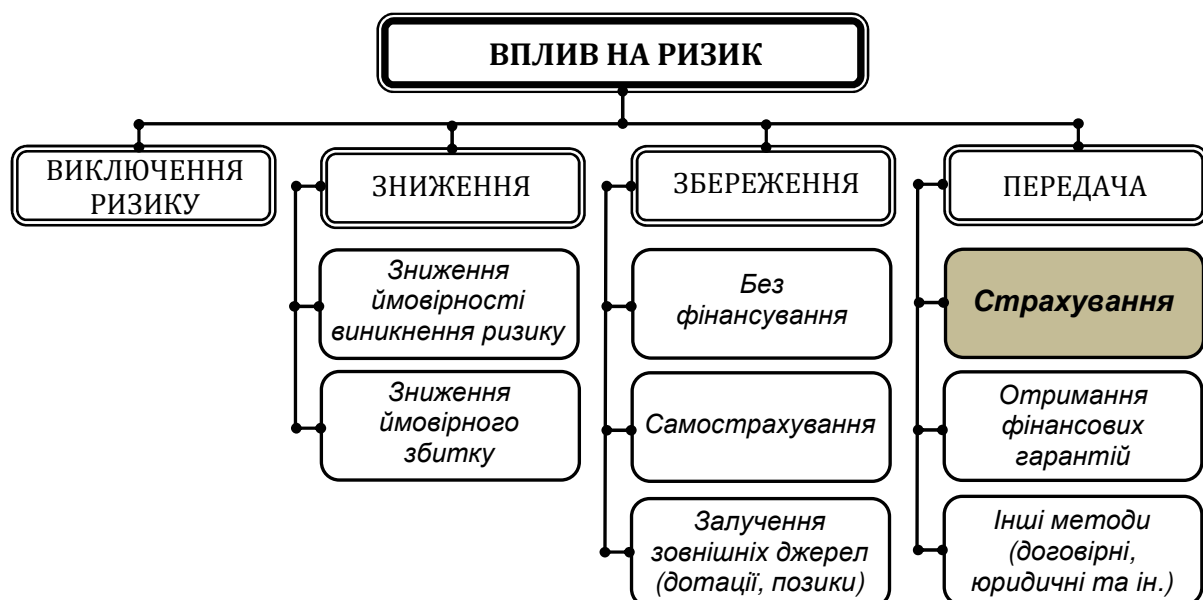 ВПЛИВ НА РИЗИК
ВИКЛЮЧЕННЯ
РИЗИКУ
ЗНИЖЕННЯ
Зниження
ймовірності
виникнення ризику
Зниження
ймовірного
збитку
ЗБЕРЕЖЕННЯ
Без
фінансування
Самострахування
Залучення
зовнішніх джерел
(дотації, позики)
ПЕРЕДАЧА
Страхування
Отримання
фінансових
гарантій
Інші методи
(договірні,
юридичні та ін.)